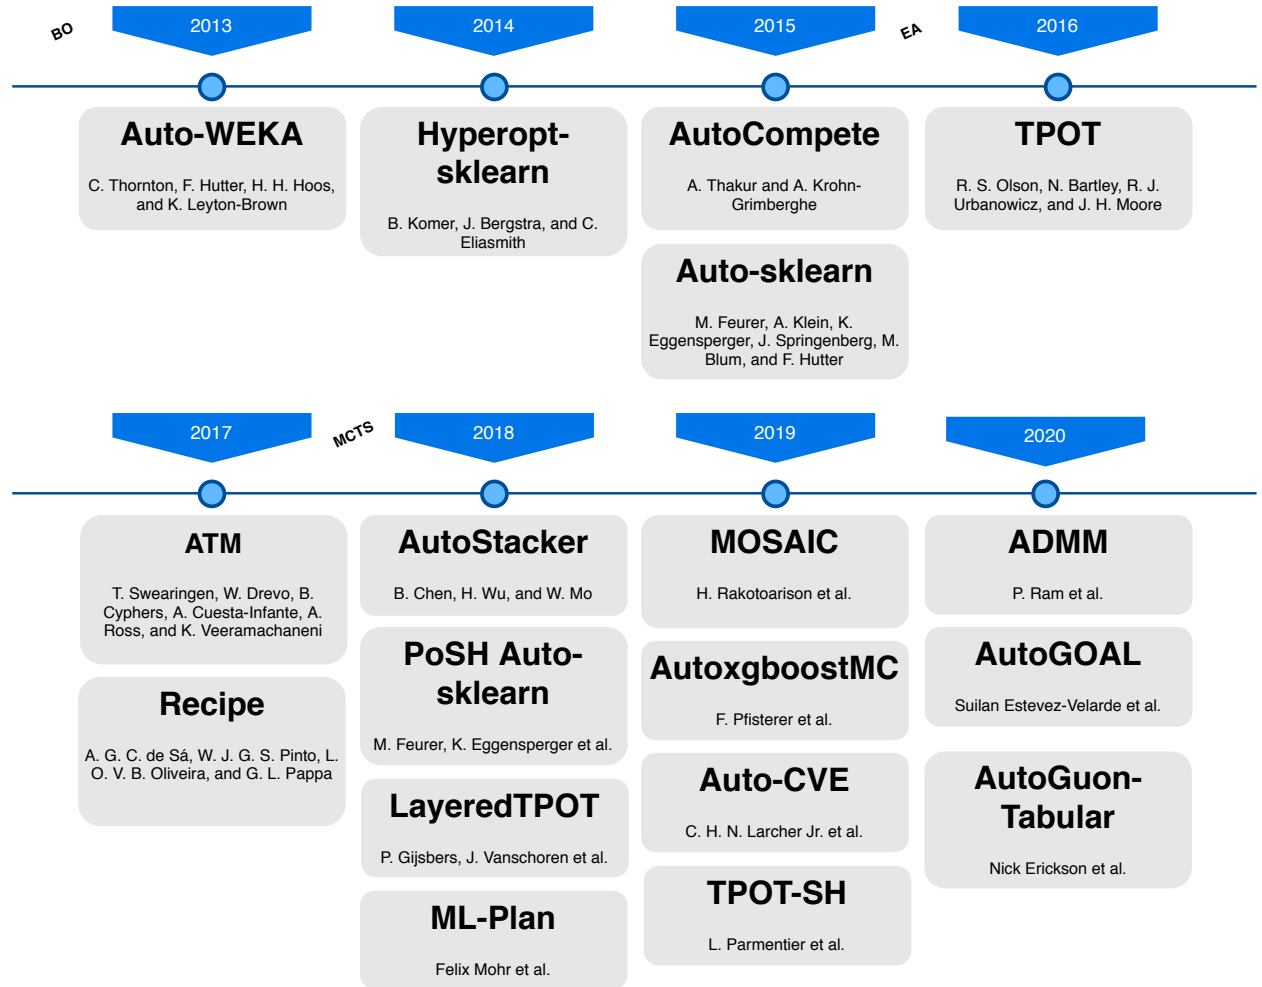 BO
2013
2014
2015
EA
2016
Auto-WEKA
C. Thornton, F. Hutter, H. H. Hoos,
and K. Leyton-Brown
Hyperopt-
sklearn
B. Komer, J. Bergstra, and C.
Eliasmith
AutoCompete
A. Thakur and A. Krohn-
Grimberghe
Auto-sklearn
M. Feurer, A. Klein, K.
Eggensperger, J. Springenberg, M.
Blum, and F. Hutter
TPOT
R. S. Olson, N. Bartley, R. J.
Urbanowicz, and J. H. Moore
2017
MCTS
2018
2019
2020
ATM
T. Swearingen, W. Drevo, B.
Cyphers, A. Cuesta-Infante, A.
Ross, and K. Veeramachaneni
Recipe
A. G. C. de Sá, W. J. G. S. Pinto, L.
O. V. B. Oliveira, and G. L. Pappa
AutoStacker
B. Chen, H. Wu, and W. Mo
PoSH Auto-
sklearn
M. Feurer, K. Eggensperger et al.
LayeredTPOT
P. Gijsbers, J. Vanschoren et al.
ML-Plan
Felix Mohr et al.
MOSAIC
H. Rakotoarison et al.
AutoxgboostMC
F. Pfisterer et al.
Auto-CVE
C. H. N. Larcher Jr. et al.
TPOT-SH
L. Parmentier et al.
ADMM
P. Ram et al.
AutoGOAL
Suilan Estevez-Velarde et al.
AutoGuon-
Tabular
Nick Erickson et al.